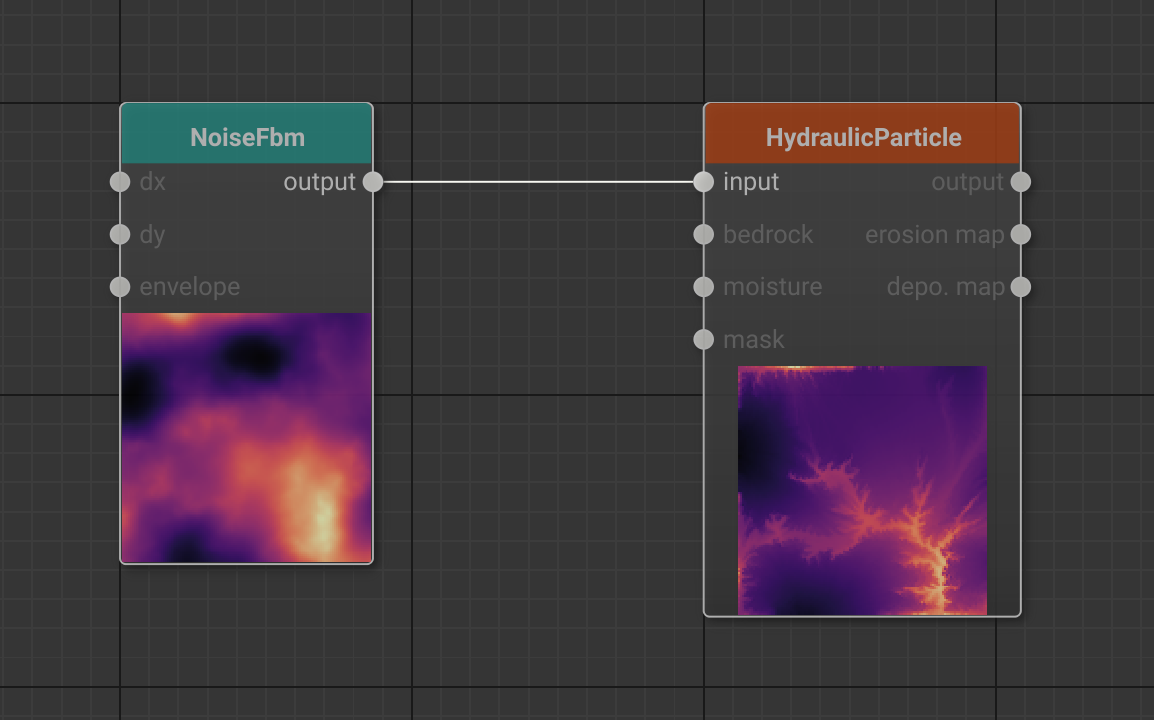 NoiseFbm
dx output
dy
envelope
HydraulicParticle
input output
bedrock erosion map
moisture depo. map
mask